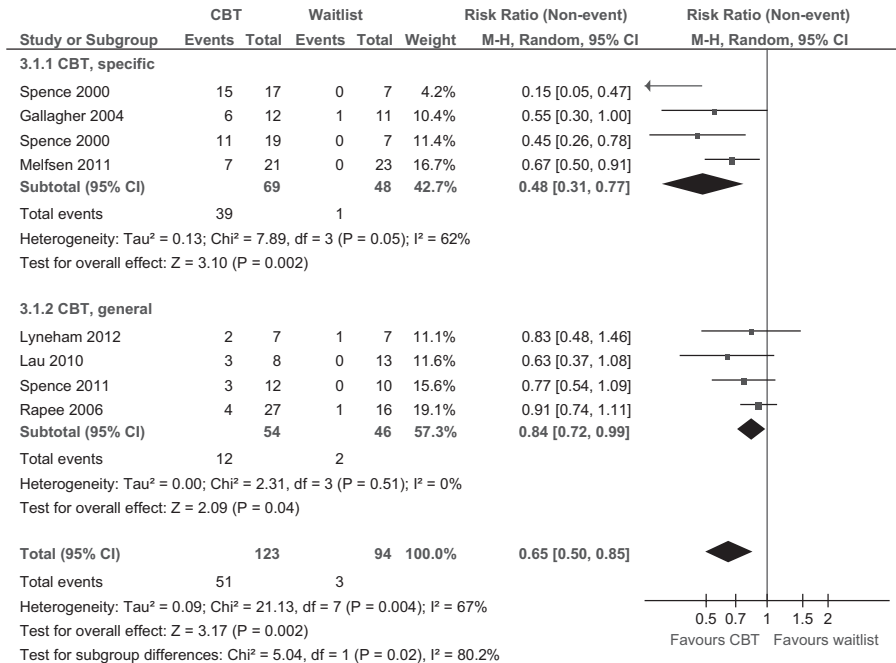 CBT Waitlist Risk Ratio (Non-event) Risk Ratio (Non-event)
Study or Subgroup Events Total Events Total Weight M-H, Random, 95% CI M-H, Random, 95% CI
3.1.1 CBT, specific
Spence 2000 15 17 0 7 4.2% 0.15 [0.05, 0.47]
Gallagher 2004 6 12 1 11 10.4% 0.55 [0.30, 1.00]
Spence 2000 11 19 0 7 11.4% 0.45 [0.26, 0.78]
Melfsen 2011 7 21 0 23 16.7% 0.67 [0.50, 0.91]
Subtotal (95% CI) 69 48 42.7% 0.48 [0.31, 0.77]
Total events 39 1
Heterogeneity: Tau² = 0.13; Chi² = 7.89, df = 3 (P = 0.05); I² = 62%
Test for overall effect: Z = 3.10 (P = 0.002)
3.1.2 CBT, general
Lyneham 2012 2 7 1 7 11.1% 0.83 [0.48, 1.46]
Lau 2010 3 8 0 13 11.6% 0.63 [0.37, 1.08]
Spence 2011 3 12 0 10 15.6% 0.77 [0.54, 1.09]
Rapee 2006 4 27 1 16 19.1% 0.91 [0.74, 1.11]
Subtotal (95% CI) 54 46 57.3% 0.84 [0.72, 0.99]
Total events 12 2
Heterogeneity: Tau² = 0.00; Chi² = 2.31, df = 3 (P = 0.51); I² = 0%
Test for overall effect: Z = 2.09 (P = 0.04)
Total (95% CI) 123 94 100.0% 0.65 [0.50, 0.85]
Total events 51 3
Heterogeneity: Tau² = 0.09; Chi² = 21.13, df = 7 (P = 0.004); I² = 67%
Test for overall effect: Z = 3.17 (P = 0.002)
Test for subgroup differences: Chi² = 5.04, df = 1 (P = 0.02), I² = 80.2%
0.5 0.7 1 1.5 2
Favours CBT Favours waitlist